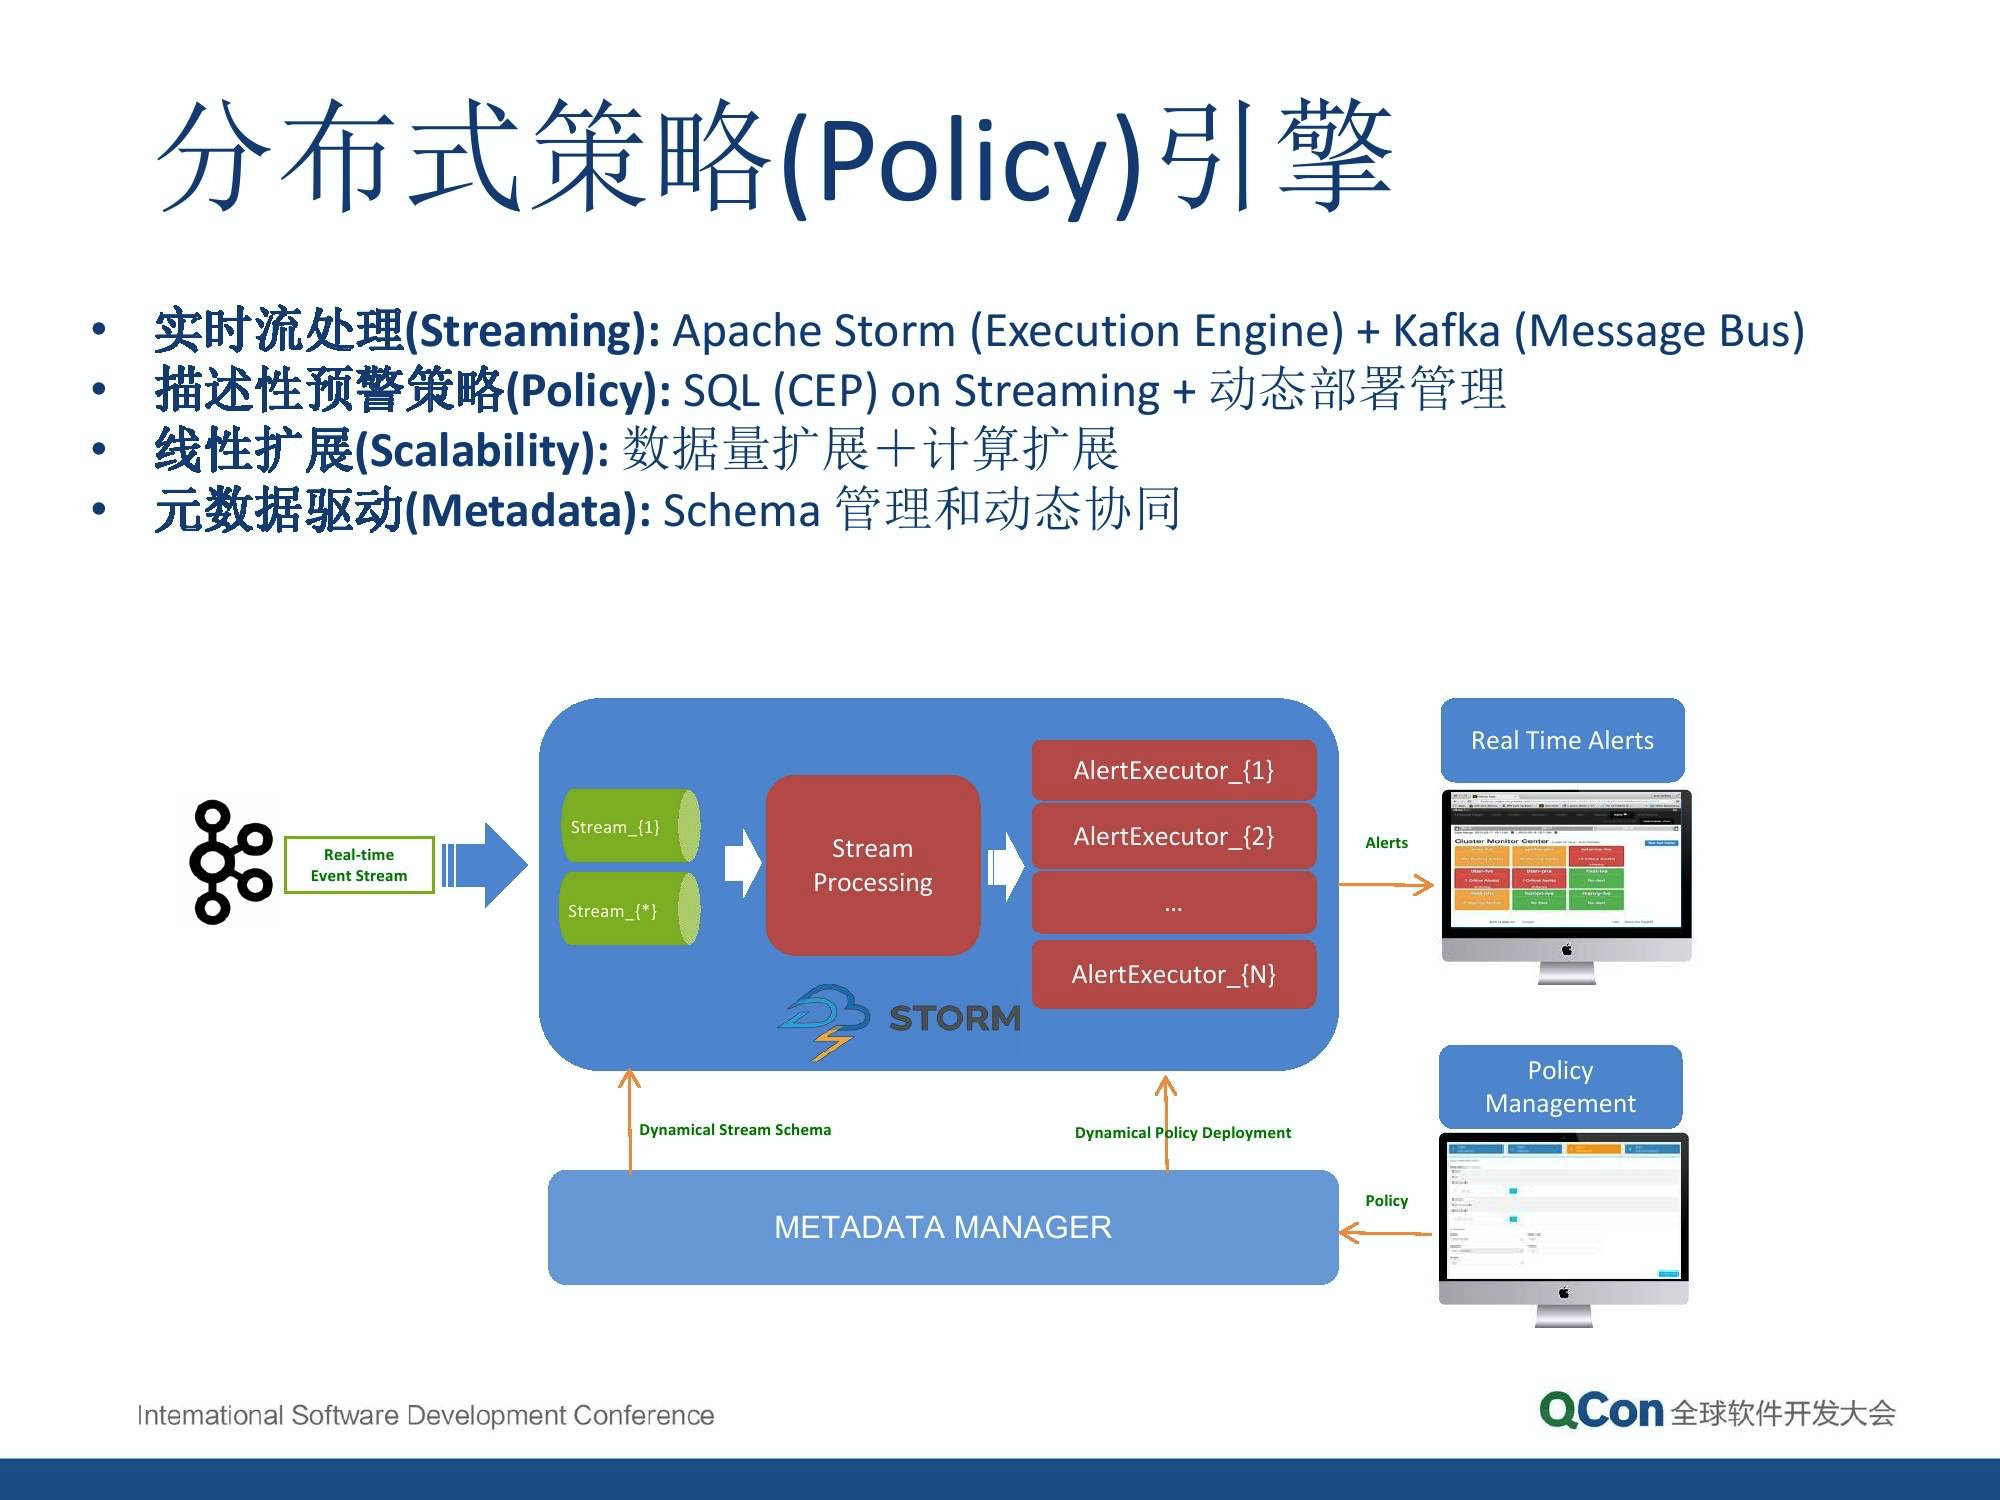 分布式策略(Policy)引擎
• 实时流处理(Streaming): Apache Storm (Execution Engine) + Kafka (Message Bus)
• 描述性预警策略(Policy): SQL (CEP) on Streaming + 动态部署管理
• 线性扩展(Scalability): 数据量扩展＋计算扩展
• 元数据驱动(Metadata): Schema 管理和动态协同
Real-time
Event Stream
Stream_{1}
Stream_{*}
Stream
Processing
AlertExecutor_{1}
AlertExecutor_{2}
...
AlertExecutor_{N}
STORM
Alerts
Real Time Alerts
Cluster Monitor Center
Dynamical Stream Schema
Dynamical Policy Deployment
METADATA MANAGER
Policy
Policy
Management
International Software Development Conference
QCon 全球软件开发大会